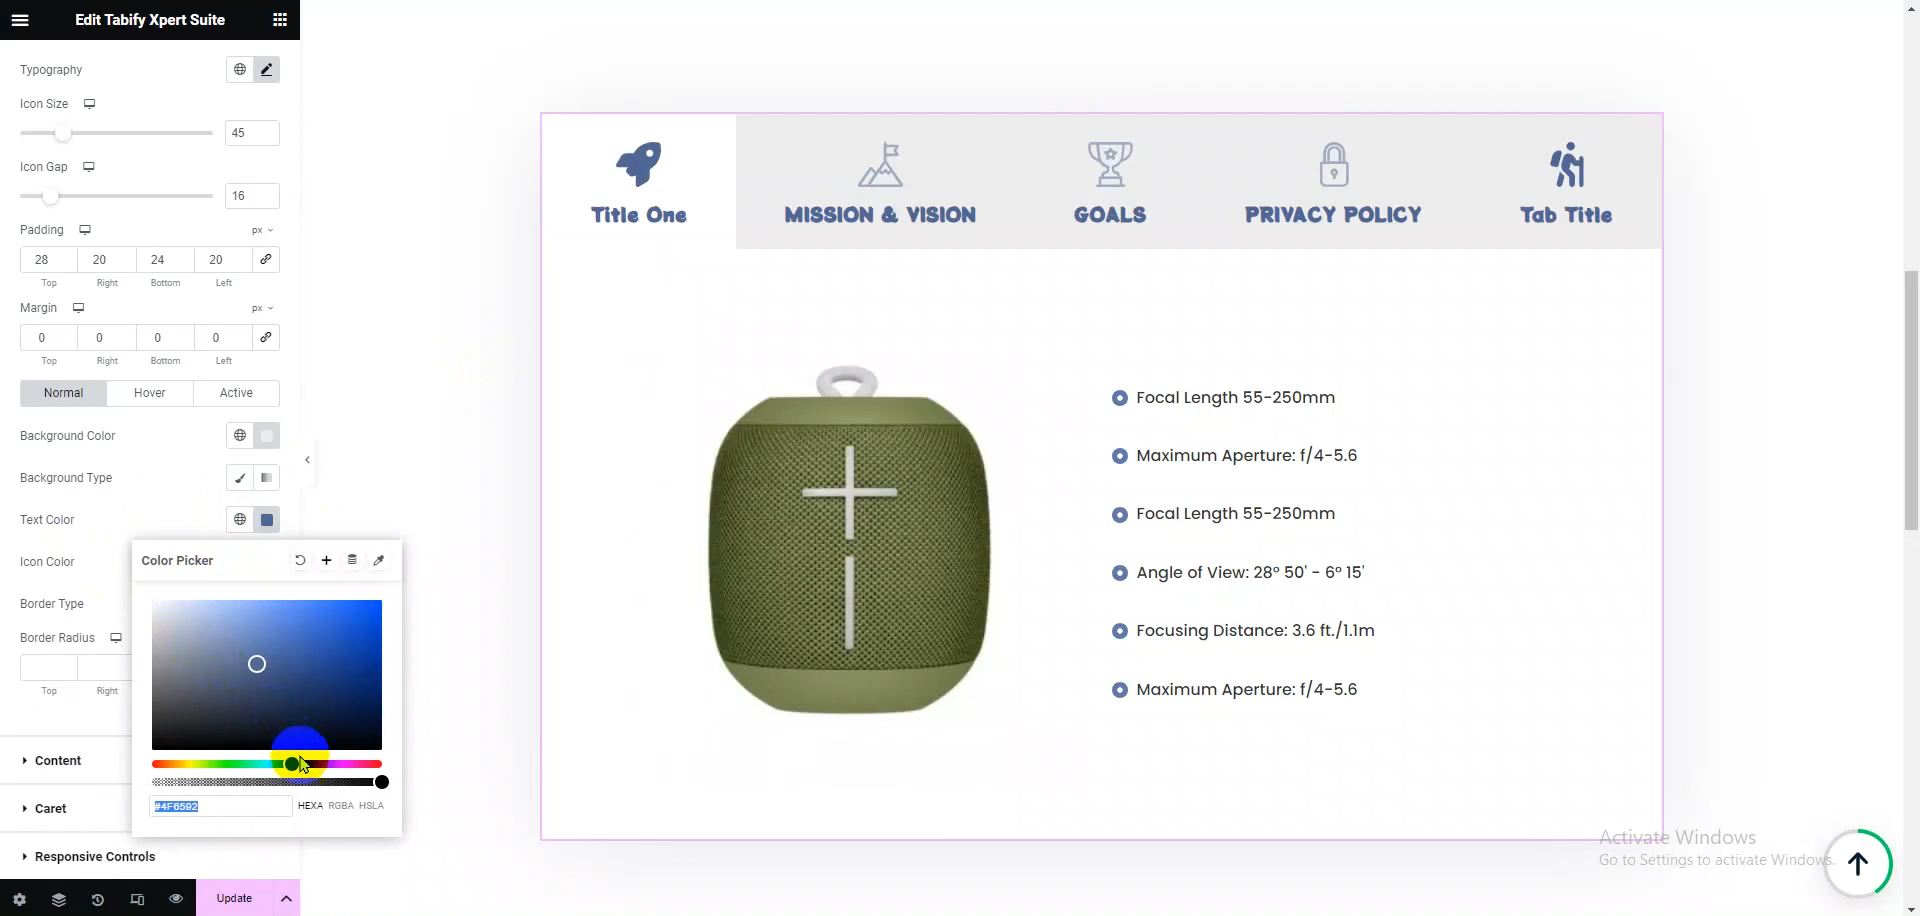 Edit Tabify Xpert Suite
Typography
Icon Size
45
Icon Gap
16
Padding
px
28 20 24 20
Top Right Bottom Left
Margin
px
0 0 0 0
Top Right Bottom Left
Normal Hover Active
Background Color
Background Type
Text Color
Icon Color
Border Type
Border Radius
Top Right
Color Picker
#4F6592
HEXA RGBA HSLA
Content
Caret
Responsive Controls
Update
Title One
MISSION & VISION
GOALS
PRIVACY POLICY
Tab Title
Focal Length 55-250mm
Maximum Aperture: f/4-5.6
Focal Length 55-250mm
Angle of View: 28° 50' - 6° 15'
Focusing Distance: 3.6 ft./1.1m
Maximum Aperture: f/4-5.6
Activate Windows
Go to Settings to activate Windows.